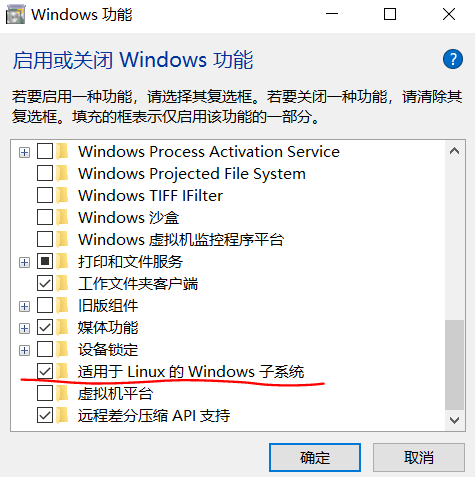 Windows 功能
启用或关闭 Windows 功能
?
若要启用一种功能，请选择其复选框。若要关闭一种功能，请清除其
复选框。填充的框表示仅启用该功能的一部分。
Windows Process Activation Service
Windows Projected File System
Windows TIFF IFilter
Windows 沙盒
Windows 虚拟机监控程序平台
打印和文件服务
工作文件夹客户端
旧版组件
媒体功能
设备锁定
适用于 Linux 的 Windows 子系统
虚拟机平台
远程差分压缩 API 支持
确定
取消